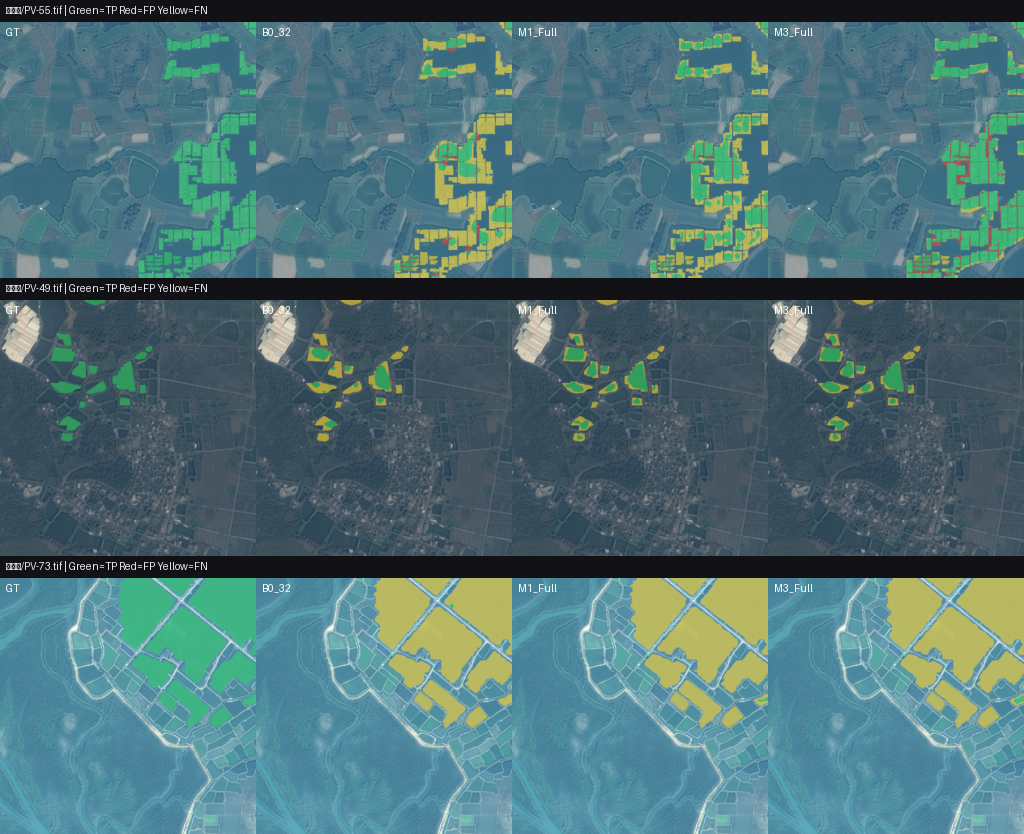 /PV-55.tif | Green=TP Red=FP Yellow=FN
GT
B0_32
M1_Full
M3_Full
/PV-49.tif | Green=TP Red=FP Yellow=FN
GT
B0_32
M1_Full
M3_Full
/PV-73.tif | Green=TP Red=FP Yellow=FN
GT
B0_32
M1_Full
M3_Full